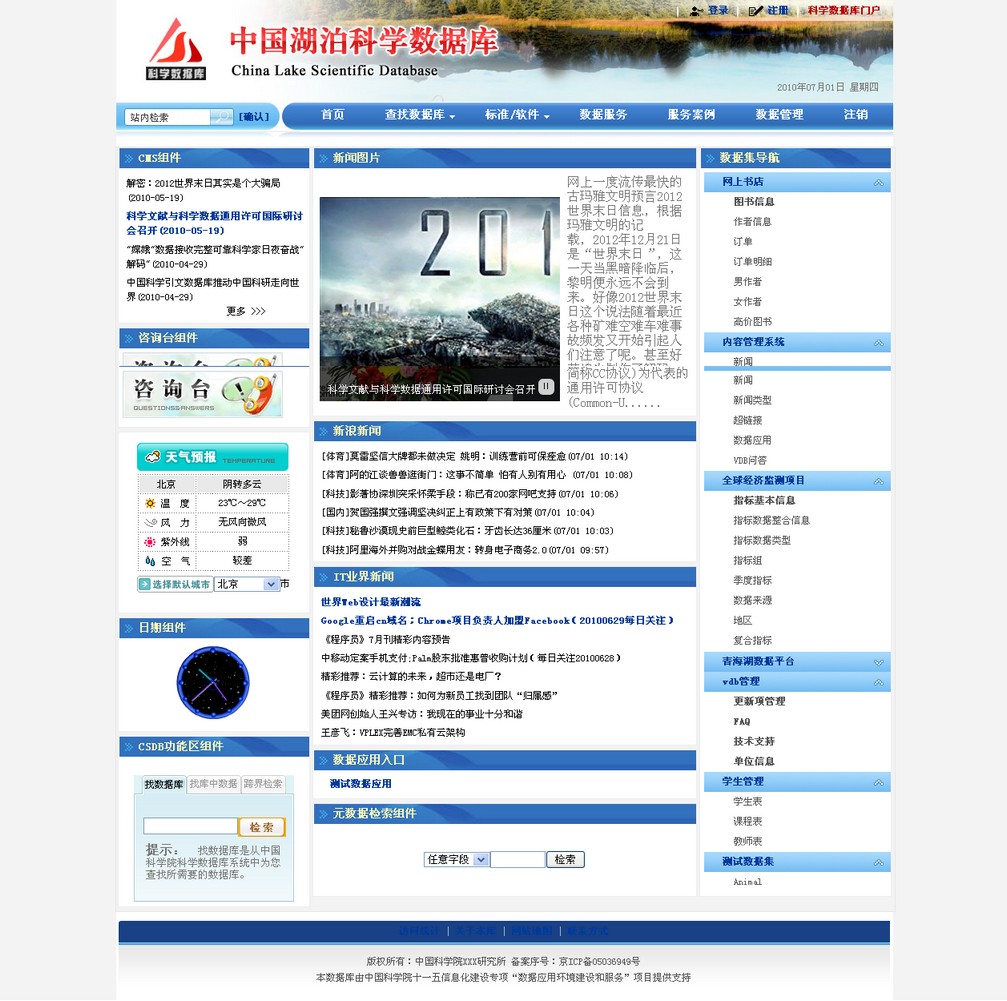 登录
注册
科学数据库门户
科学数据库
中国湖泊科学数据库
China Lake Scientific Database
2010年07月01日 星期四
站内检索
[确认]
首页
查找数据库
标准/软件
数据服务
服务案例
数据管理
注销
CMS组件
解密：2012世界末日其实是个大骗局
(2010-05-19)
科学文献与科学数据通用许可国际研讨
会召开(2010-05-19)
“嫦娥”数据接收完整可靠科学家日夜奋战“
解码”(2010-04-29)
中国科学引文数据库推动中国科研走向世
界(2010-04-29)
更多 >>>
咨询台组件
咨询台
QUESTIONS&ANSWERS
天气预报 TEMPERATURE
北京 阴转多云
温 度 23℃～29℃
风 力 无风向微风
紫外线 弱
空 气 较差
选择默认城市 北京 市
日期组件
CSDB功能区组件
找数据库 找库中数据 跨界检索
检索
提示： 找数据库是从中国
科学院科学数据库系统中为您
查找所需要的数据库。
新闻图片
201
科学文献与科学数据通用许可国际研讨会召开
网上一度流传最快的
古玛雅文明预言2012
世界末日信息，根据
玛雅文明的记
载，2012年12月21日
是“世界末日 ”，这
一天当黑暗降临后，
黎明便永远不会到
来。好像2012世界末
日这个说法随着最近
各种矿难空难车难事
故频发又开始引起人
们注意了呢。甚至好
简称CC协议)为代表的
通用许可协议
(Common-U......
新浪新闻
[体育]莫雷坚信大牌都未做决定 姚明：训练营前可保痊愈(07/01 10:14)
[体育]阿的江谈兽兽逛衙门：这事不简单 怕有人别有用心 (07/01 10:08)
[科技]影著协深圳突采怀柔手段：称已有200家网吧支持(07/01 10:06)
[国内]贺国强撰文强调坚决纠正上有政策下有对策(07/01 10:04)
[科技]秘鲁沙漠现史前巨型鲸类化石：牙齿长达36厘米(07/01 10:03)
[科技]阿里海外并购对战金蝶用友：转身电子商务2.0(07/01 09:57)
IT业界新闻
世界Web设计最新潮流
Google重启cn域名；Chrome项目负责人加盟Facebook（20100629每日关注）
《程序员》7月刊精彩内容预告
中移动定案手机支付;Palm股东批准惠普收购计划（每日关注20100628）
精彩推荐：云计算的未来，超市还是电厂？
《程序员》精彩推荐：如何为新员工找到团队“归属感”
美团网创始人王兴专访：我现在的事业十分和谐
王彦飞：VPLEX完善EMC私有云架构
数据应用入口
测试数据应用
元数据检索组件
任意字段 检索
数据集导航
网上书店
图书信息
作者信息
订单
订单明细
男作者
女作者
高价图书
内容管理系统
新闻
新闻
新闻类型
超链接
数据应用
VDB问答
全球经济监测项目
指标基本信息
指标数据整合信息
指标数据类型
指标组
季度指标
数据来源
地区
复合指标
青海湖数据平台
vdb管理
更新项管理
FAQ
技术支持
单位信息
学生管理
学生表
课程表
教师表
测试数据集
Animal
版权所有：中国科学院XXX研究所 备案序号：京ICP备05036949号
本数据库由中国科学院十一五信息化建设专项“数据应用环境建设和服务”项目提供支持